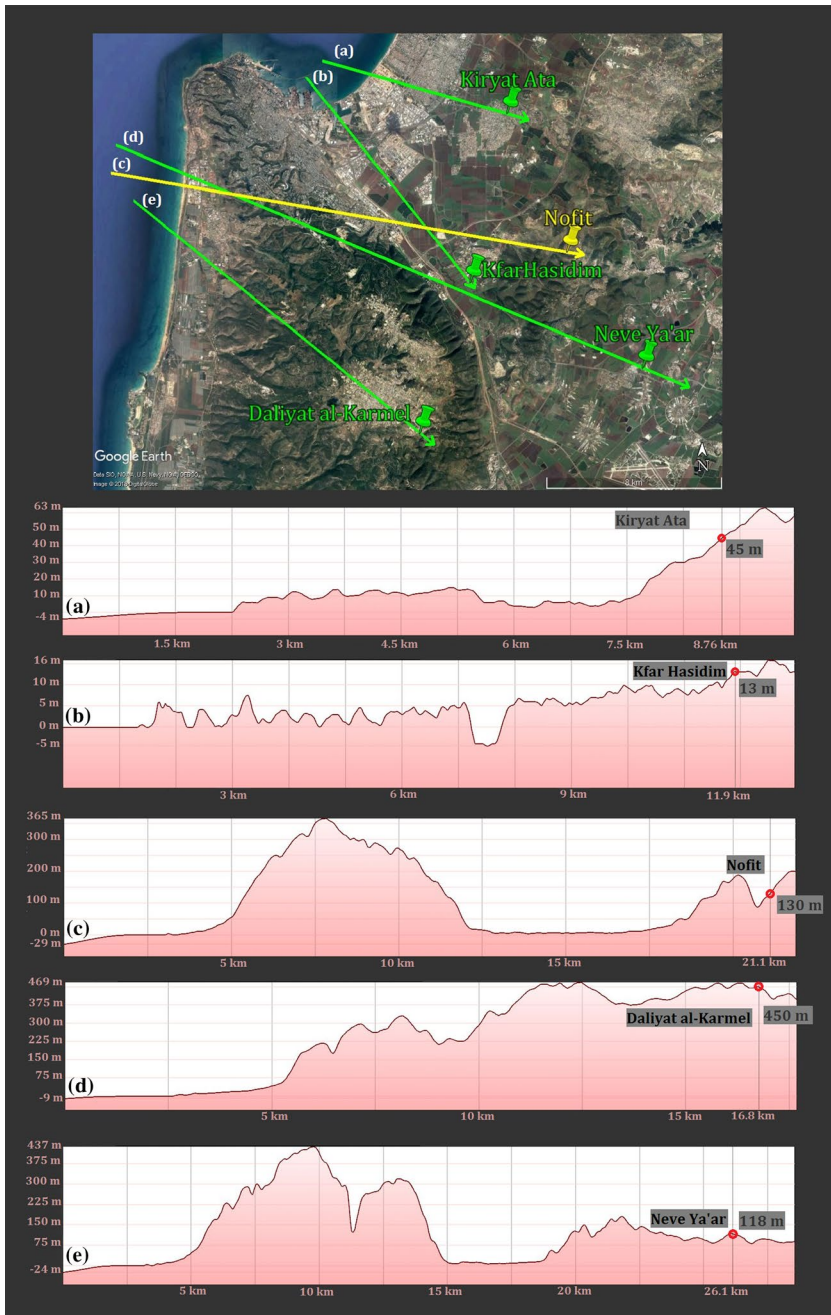 (a)
Kiryat Ata
(b)
(d)
(c)
(e)
Nofit
KfarHasidim
Neve Ya'ar
Daliyat al-Karmel
Google Earth
N
8 km
63 m
50 m
40 m
30 m
20 m
10 m
-4 m
(a)
Kiryat Ata
45 m
1.5 km 3 km 4.5 km 6 km 7.5 km 8.76 km
16 m
10 m
5 m
0 m
-5 m
(b)
Kfar Hasidim
13 m
3 km 6 km 9 km 11.9 km
365 m
300 m
200 m
100 m
0 m
-29 m
(c)
Nofit
130 m
5 km 10 km 15 km 21.1 km
469 m
375 m
300 m
225 m
150 m
75 m
-9 m
(d)
Daliyat al-Karmel
450 m
5 km 10 km 15 km 16.8 km
437 m
375 m
300 m
225 m
150 m
75 m
-24 m
(e)
Neve Ya'ar
118 m
5 km 10 km 15 km 20 km 26.1 km